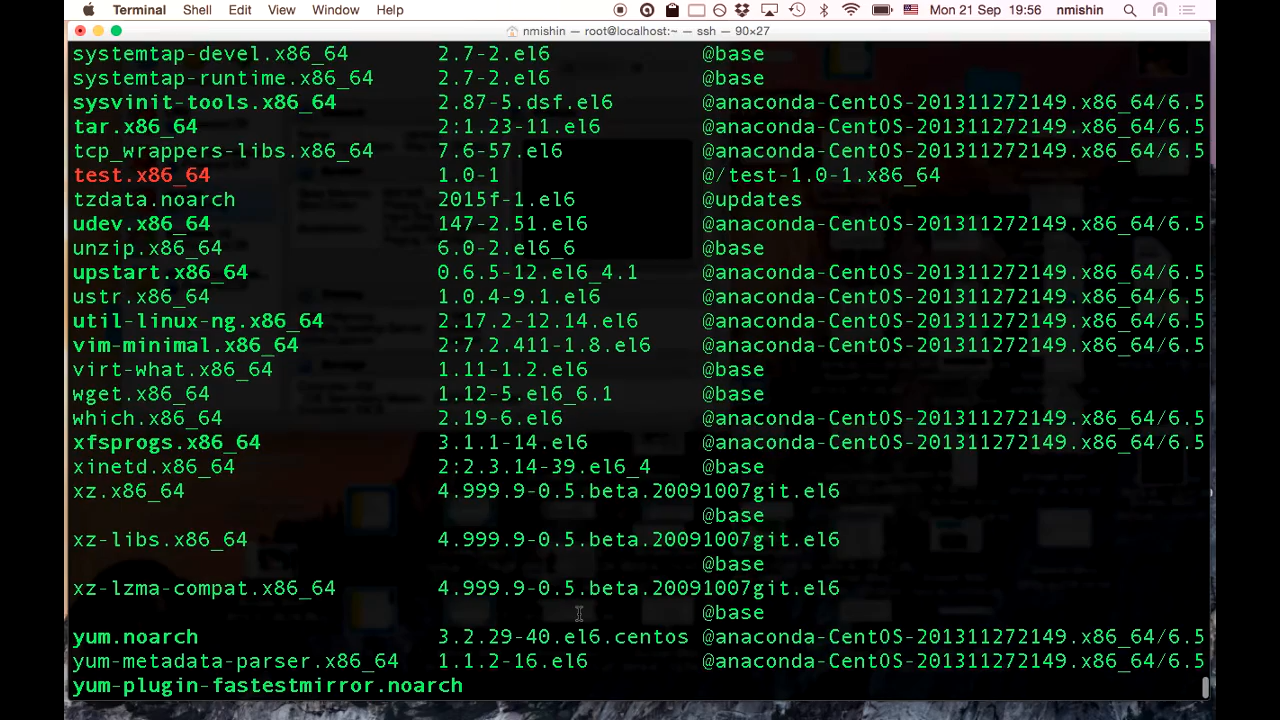 Terminal Shell Edit View Window Help Mon 21 Sep 19:56 nmishin
nmishin — root@localhost:~ — ssh — 90×27
systemtap-devel.x86_64 2.7-2.el6 @base
systemtap-runtime.x86_64 2.7-2.el6 @base
sysvinit-tools.x86_64 2.87-5.dsf.el6 @anaconda-CentOS-201311272149.x86_64/6.5
tar.x86_64 2:1.23-11.el6 @anaconda-CentOS-201311272149.x86_64/6.5
tcp_wrappers-libs.x86_64 7.6-57.el6 @anaconda-CentOS-201311272149.x86_64/6.5
test.x86_64 1.0-1 @/test-1.0-1.x86_64
tzdata.noarch 2015f-1.el6 @updates
udev.x86_64 147-2.51.el6 @anaconda-CentOS-201311272149.x86_64/6.5
unzip.x86_64 6.0-2.el6_6 @base
upstart.x86_64 0.6.5-12.el6_4.1 @anaconda-CentOS-201311272149.x86_64/6.5
ustr.x86_64 1.0.4-9.1.el6 @anaconda-CentOS-201311272149.x86_64/6.5
util-linux-ng.x86_64 2.17.2-12.14.el6 @anaconda-CentOS-201311272149.x86_64/6.5
vim-minimal.x86_64 2:7.2.411-1.8.el6 @anaconda-CentOS-201311272149.x86_64/6.5
virt-what.x86_64 1.11-1.2.el6 @base
wget.x86_64 1.12-5.el6_6.1 @base
which.x86_64 2.19-6.el6 @anaconda-CentOS-201311272149.x86_64/6.5
xfsprogs.x86_64 3.1.1-14.el6 @anaconda-CentOS-201311272149.x86_64/6.5
xinetd.x86_64 2:2.3.14-39.el6_4 @base
xz.x86_64 4.999.9-0.5.beta.20091007git.el6
@base
xz-libs.x86_64 4.999.9-0.5.beta.20091007git.el6
@base
xz-lzma-compat.x86_64 4.999.9-0.5.beta.20091007git.el6
@base
yum.noarch 3.2.29-40.el6.centos @anaconda-CentOS-201311272149.x86_64/6.5
yum-metadata-parser.x86_64 1.1.2-16.el6 @anaconda-CentOS-201311272149.x86_64/6.5
yum-plugin-fastestmirror.noarch